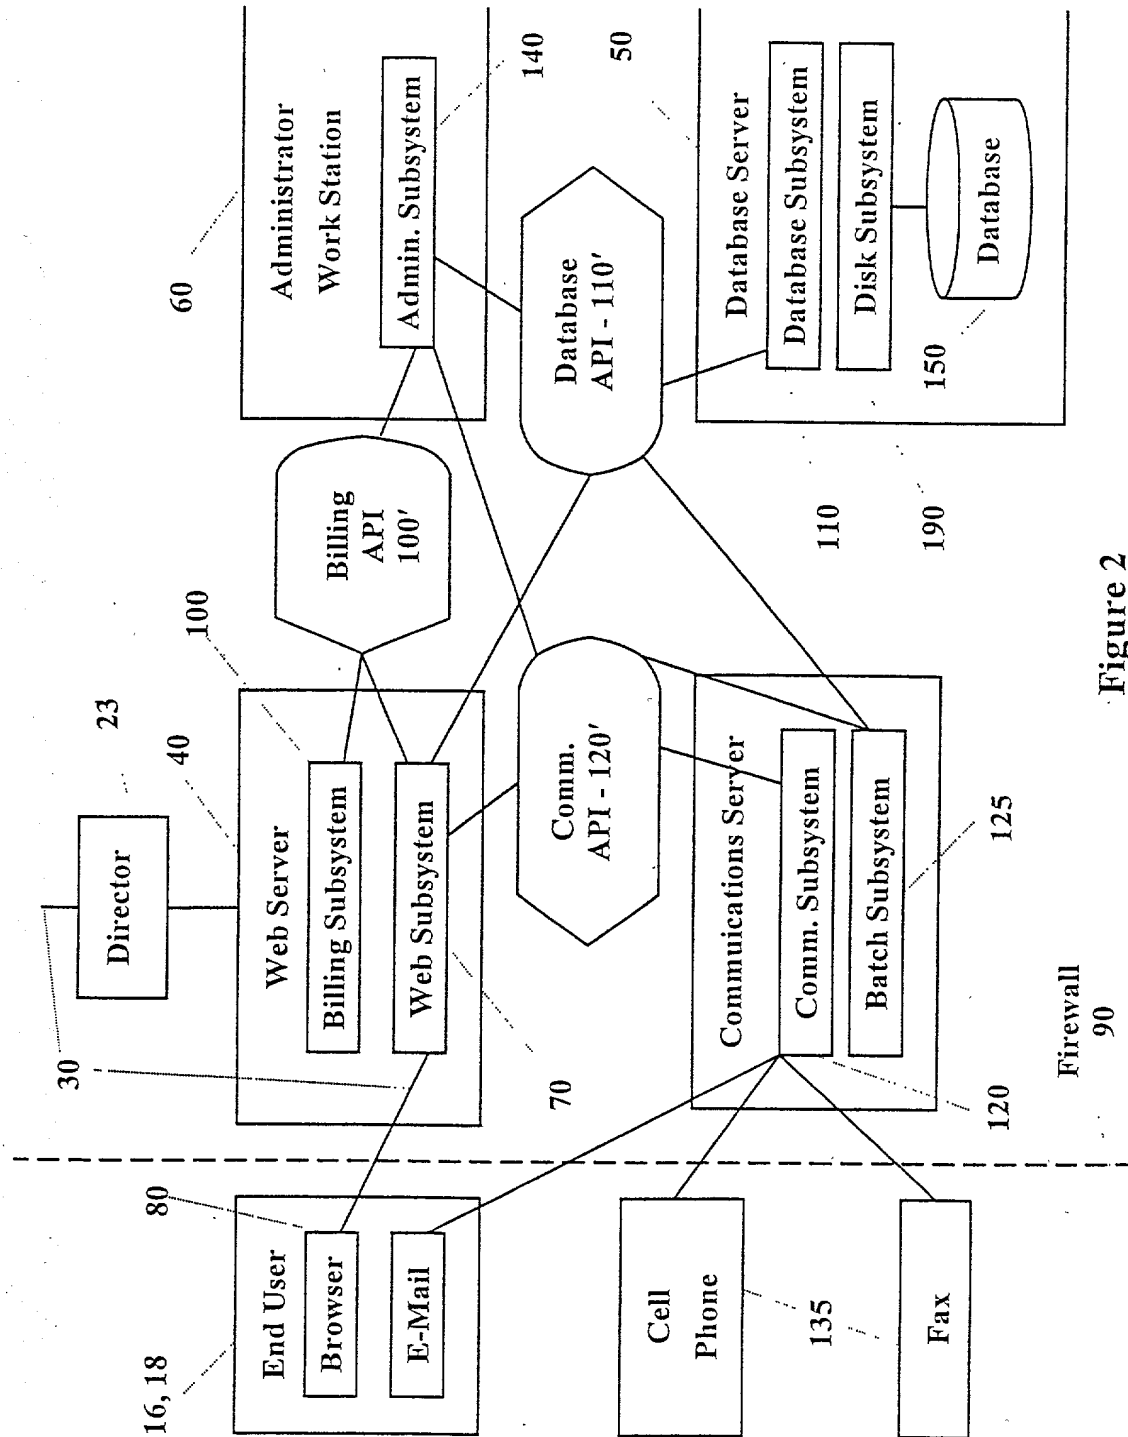 16, 18
End User
Browser
E-Mail
80
Cell
Phone
135
Fax
Firewall
90
30
Director
23
40
Web Server
Billing Subsystem
Web Subsystem
100
70
Billing
API
100′
Comm.
API - 120′
Commuications Server
Comm. Subsystem
Batch Subsystem
120
125
60
Administrator
Work Station
Admin. Subsystem
140
Database
API - 110′
50
Database Server
Database Subsystem
Disk Subsystem
Database
150
110
190
Figure 2